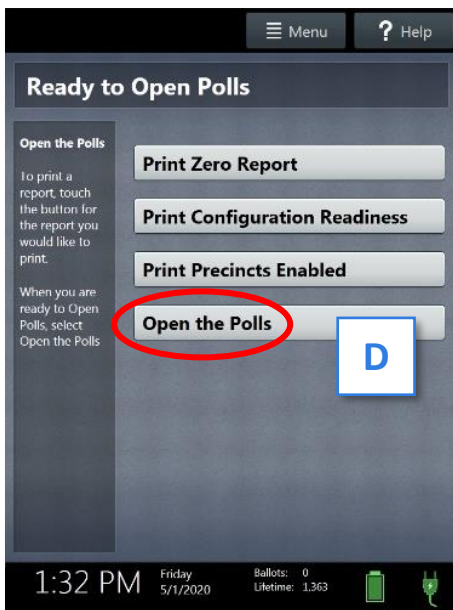 Menu
? Help
Ready to Open Polls
Open the Polls
To print a
report, touch
the button for
the report you
would like to
print.
When you are
ready to Open
Polls, select
Open the Polls
Print Zero Report
Print Configuration Readiness
Print Precincts Enabled
Open the Polls
D
1:32 PM
Friday
5/1/2020
Ballots: 0
Lifetime: 1,363